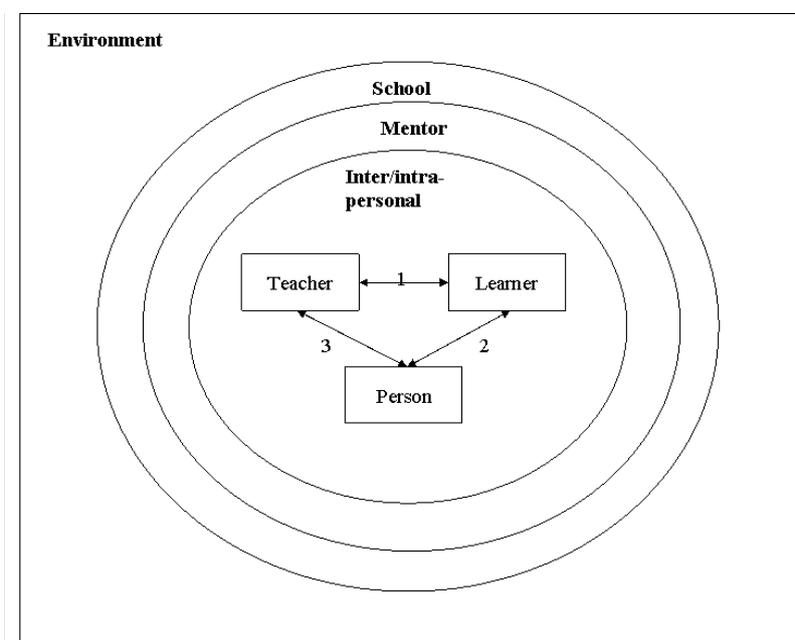 Environment
School
Mentor
Inter/intra-
personal
Teacher
1
Learner
3
2
Person